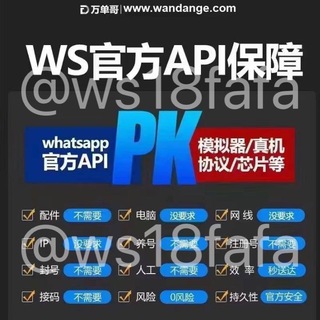 万单哥 www.wandange.com
WS官方API保障
@ws18fafa
whatsapp
官方API
PK
模拟器/真机
协议/芯片等
@ws18fafa
配件 不需要 电脑 没要求 网线 没要求
IP 没要求 养号 不需要 注册号 不需要
封号 不需要 人工 不需要 效率 秒送达
接码 不需要 风险 0风险 持久性 官方安全
@ws18fafa